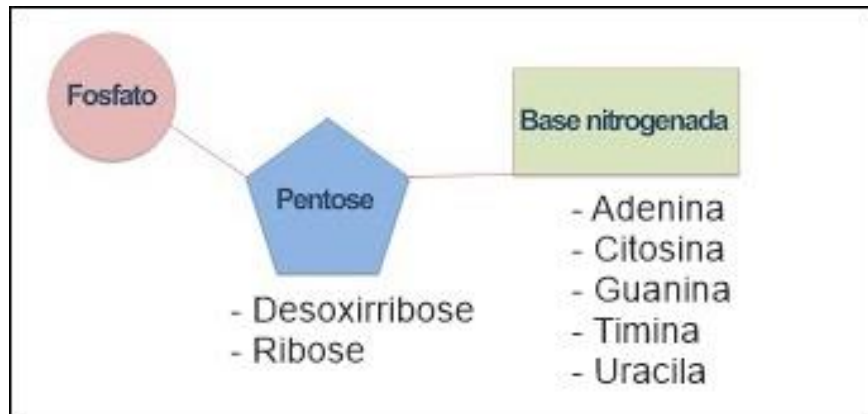 Fosfato
Pentose
- Desoxirribose
- Ribose
Base nitrogenada
- Adenina
- Citosina
- Guanina
- Timina
- Uracila